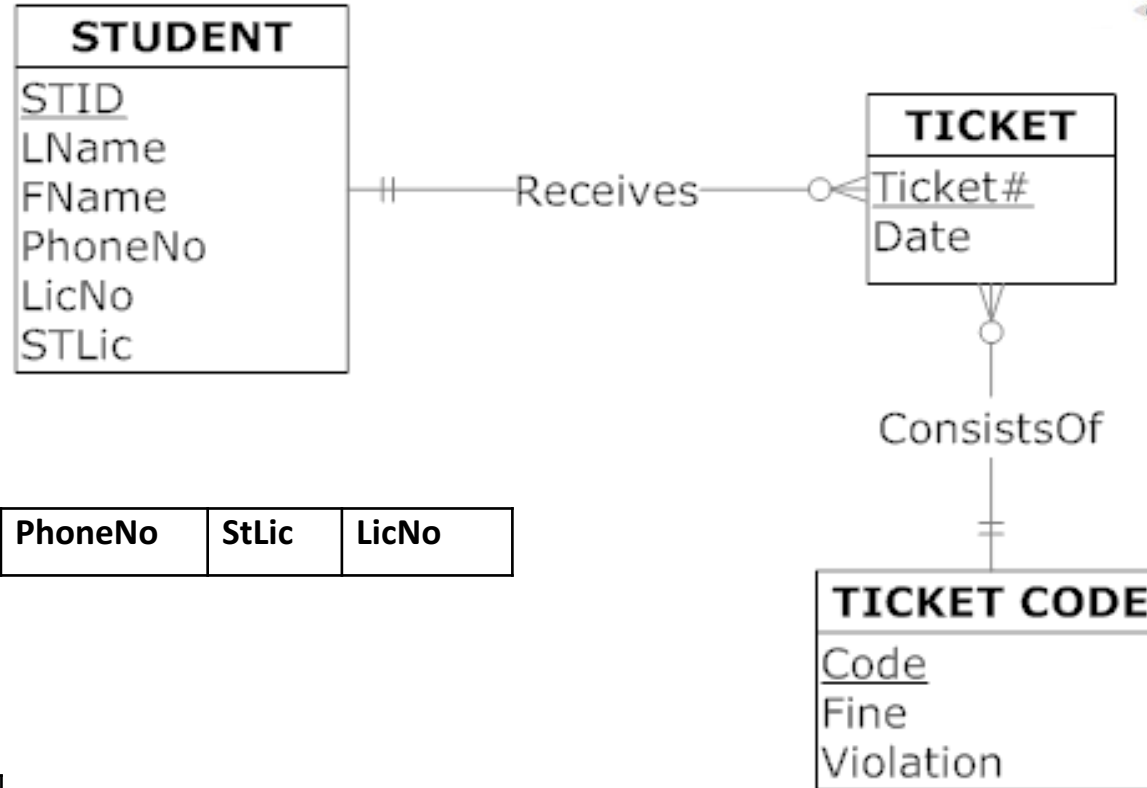 STUDENT
STID
LName
FName
PhoneNo
LicNo
STLic
Receives
TICKET
Ticket#
Date
ConsistsOf
PhoneNo StLic LicNo
TICKET CODE
Code
Fine
Violation